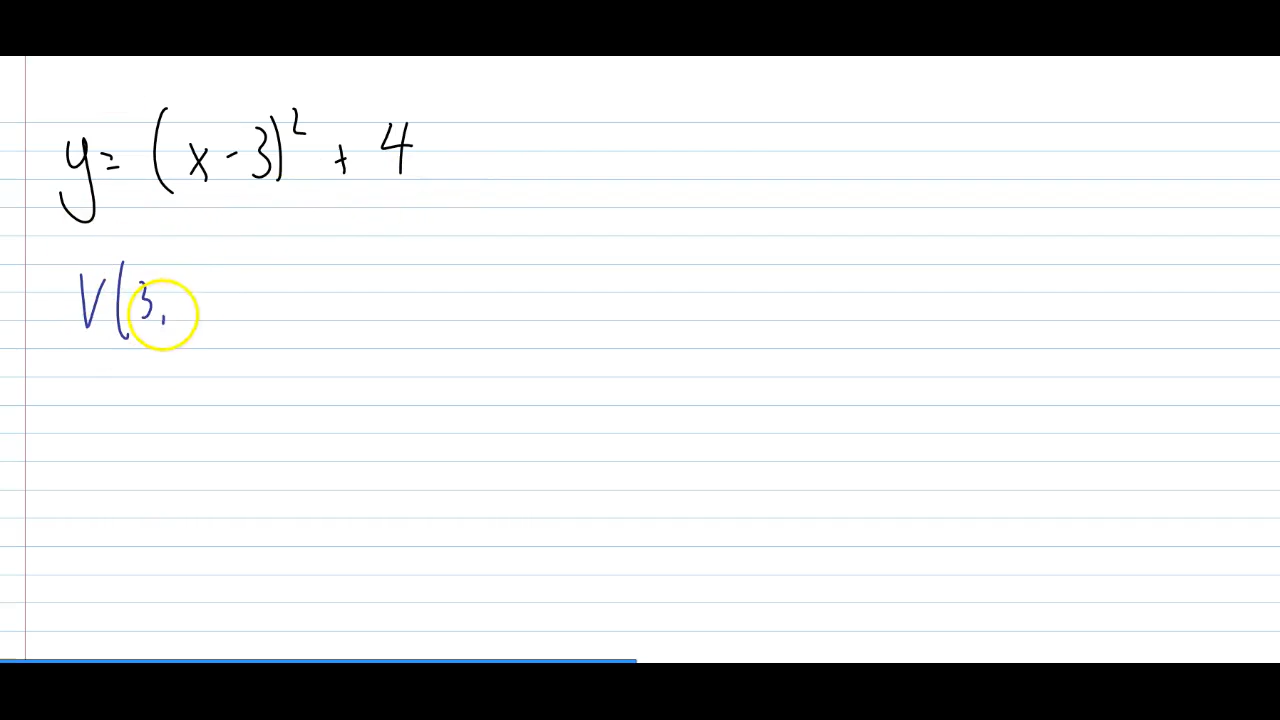 y = (x - 3)² + 4
V(3,